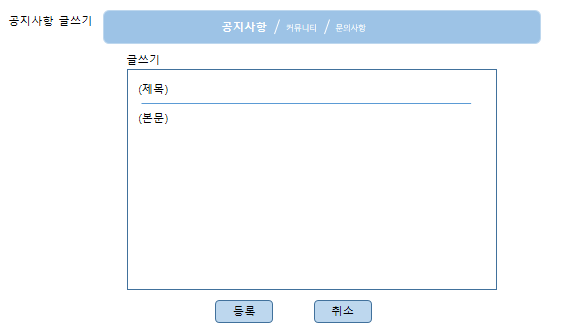 공지사항 글쓰기
공지사항 / 커뮤니티 / 문의사항
글쓰기
(제목)
(본문)
등록 취소